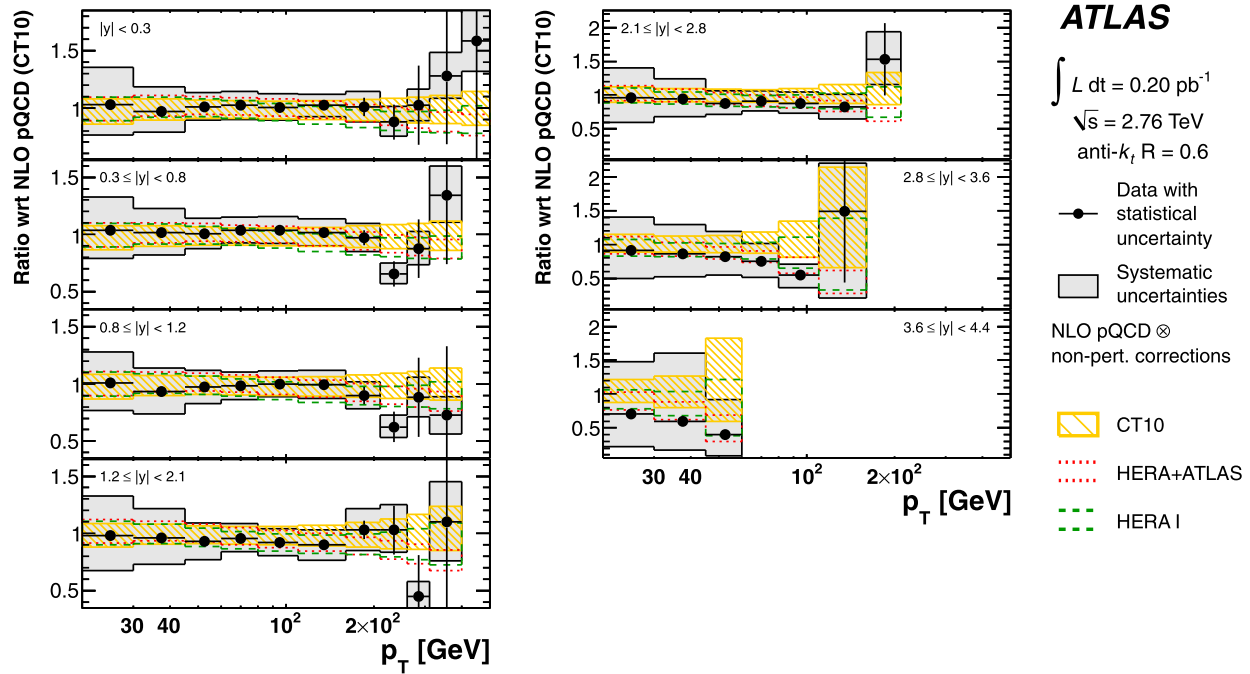 Ratio wrt NLO pQCD (CT10)
|y| < 0.3
1.5
1
0.3 ≤ |y| < 0.8
1.5
1
0.5
0.8 ≤ |y| < 1.2
1.5
1
0.5
1.2 ≤ |y| < 2.1
1.5
1
0.5
30 40 10² 2×10²
p_T [GeV]
Ratio wrt NLO pQCD (CT10)
2.1 ≤ |y| < 2.8
2
1.5
1
0.5
2.8 ≤ |y| < 3.6
2
1.5
1
0.5
3.6 ≤ |y| < 4.4
2
1.5
1
0.5
30 40 10² 2×10²
p_T [GeV]
ATLAS
∫ L dt = 0.20 pb⁻¹
√s = 2.76 TeV
anti-k_t R = 0.6
Data with
statistical
uncertainty
Systematic
uncertainties
NLO pQCD ⊗
non-pert. corrections
CT10
HERA+ATLAS
HERA I